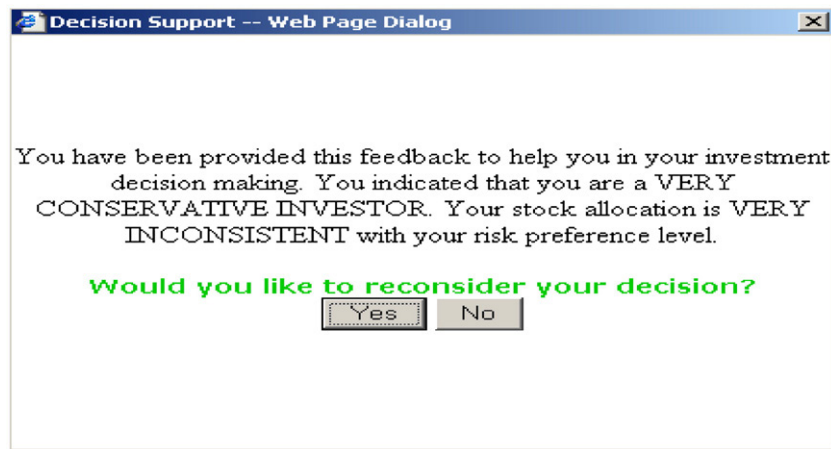 Decision Support -- Web Page Dialog
You have been provided this feedback to help you in your investment
decision making. You indicated that you are a VERY
CONSERVATIVE INVESTOR. Your stock allocation is VERY
INCONSISTENT with your risk preference level.
Would you like to reconsider your decision?
Yes No